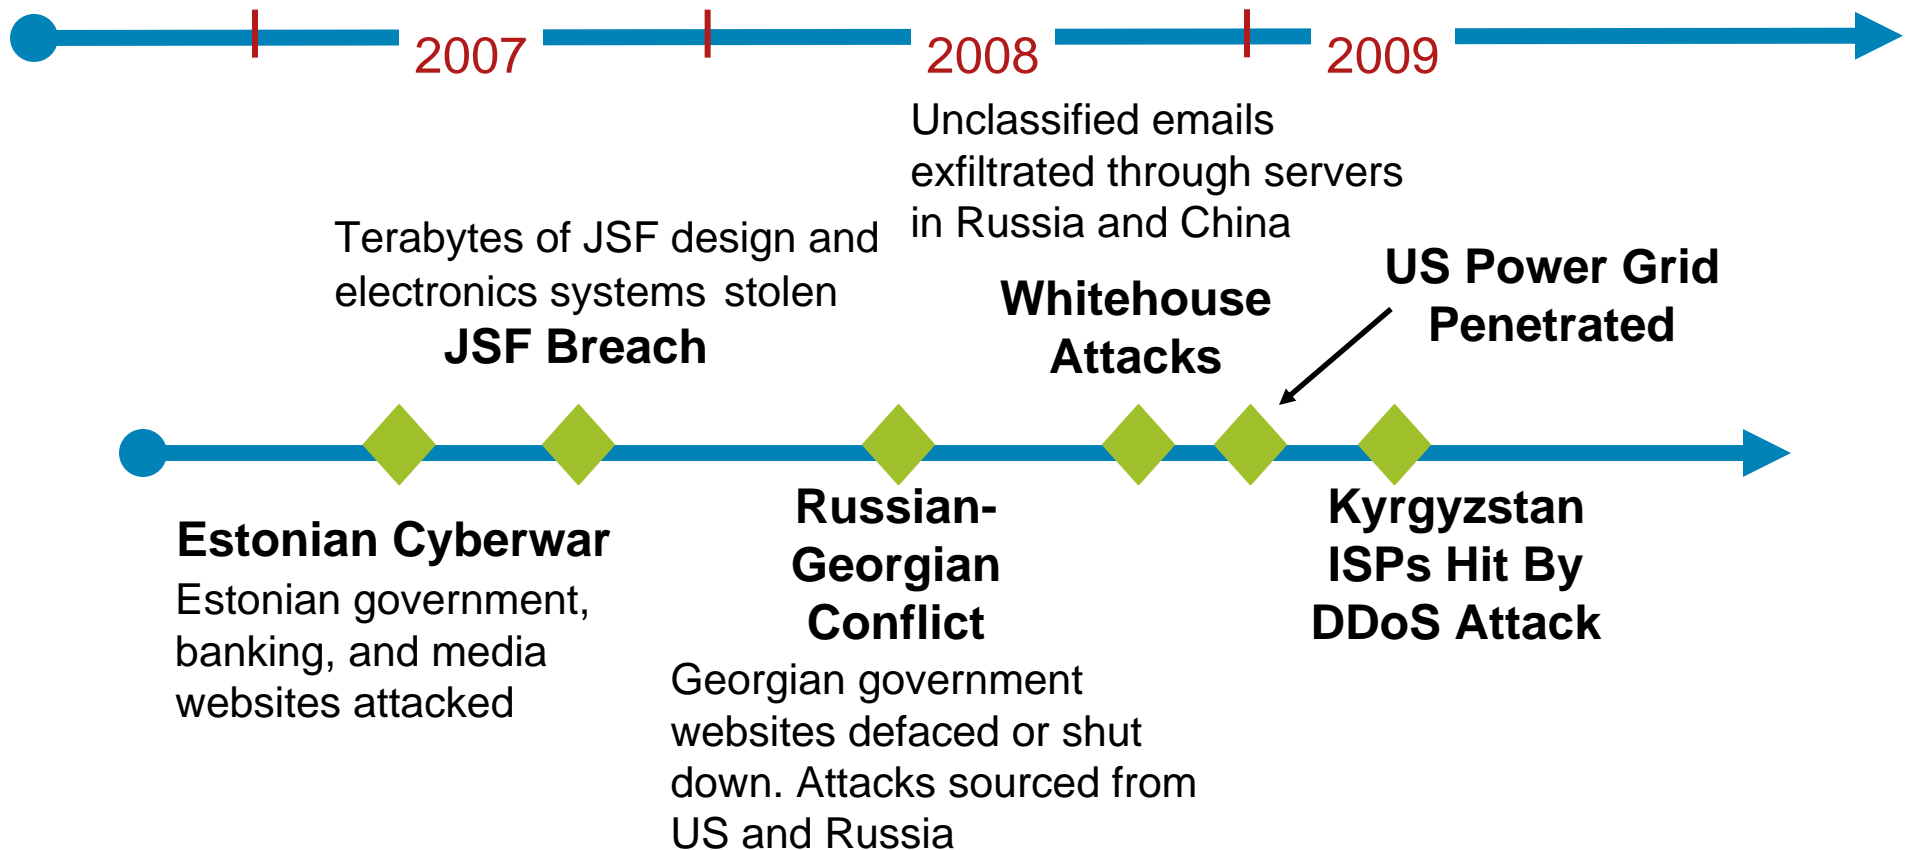 2007
2008
2009
Unclassified emails
exfiltrated through servers
in Russia and China
Terabytes of JSF design and
electronics systems stolen
JSF Breach
Whitehouse
Attacks
US Power Grid
Penetrated
Estonian Cyberwar
Estonian government,
banking, and media
websites attacked
Russian-
Georgian
Conflict
Georgian government
websites defaced or shut
down. Attacks sourced from
US and Russia
Kyrgyzstan
ISPs Hit By
DDoS Attack